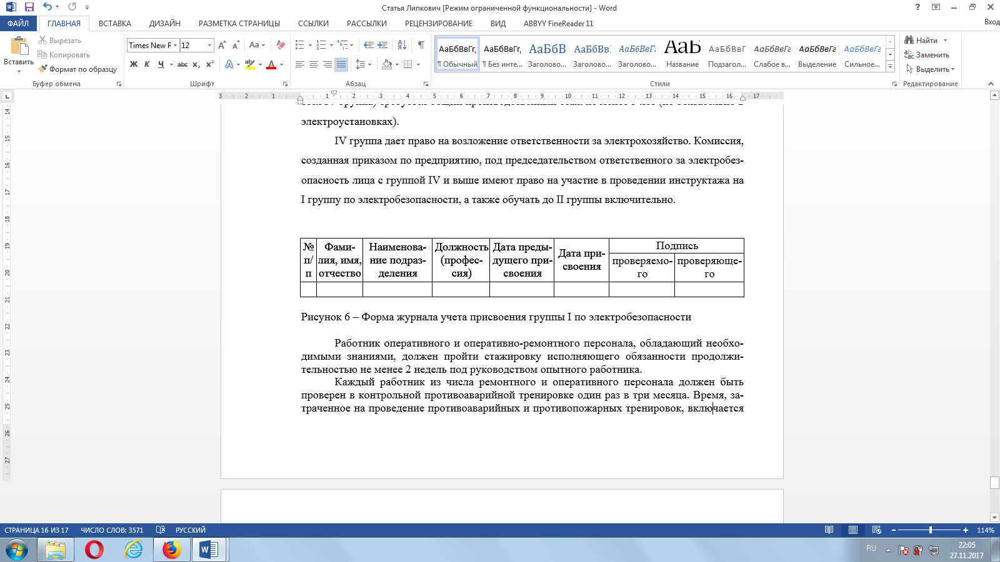 Статья Липкович [Режим ограниченной функциональности] - Word
ФАЙЛ ГЛАВНАЯ ВСТАВКА ДИЗАЙН РАЗМЕТКА СТРАНИЦЫ ССЫЛКИ РАССЫЛКИ РЕЦЕНЗИРОВАНИЕ ВИД ABBYY FineReader 11 Вход
Вставить
Вырезать
Копировать
Формат по образцу
Буфер обмена
Times New R 12
Шрифт
Абзац
АаБбВвГг, АаБбВвГг, АаБбВ АаБбВв АаБбВвГг АаБ АаБбВвГ АаБбВвГг АаБбВвГг АаБбВвГг
¶ Обычный ¶ Без инте... Заголово... Заголово... Заголово... Название Подзагол... Слабое в... Выделение Сильное...
Стили
Найти
Заменить
Выделить
Редактирование
3 2 1 1 2 3 4 5 6 7 8 9 10 11 12 13 14 15 16 17
14 15 16 17 18 19 20 21 22 23 24 25 26 27
электроустановках).
IV группа дает право на возложение ответственности за электрохозяйство. Комиссия,
созданная приказом по предприятию, под председательством ответственного за электробез-
опасность лица с группой IV и выше имеют право на участие в проведении инструктажа на
I группу по электробезопасности, а также обучать до II группы включительно.
№ п/п
Фами-
лия, имя,
отчество
Наименова-
ние подраз-
деления
Должность
(профес-
сия)
Дата преды-
дущего при-
своения
Дата при-
своения
Подпись
проверяемо-
го
проверяюще-
го
Рисунок 6 – Форма журнала учета присвоения группы I по электробезопасности
Работник оперативного и оперативно-ремонтного персонала, обладающий необхо-
димыми знаниями, должен пройти стажировку исполняющего обязанности продолжи-
тельностью не менее 2 недель под руководством опытного работника.
Каждый работник из числа ремонтного и оперативного персонала должен быть
проверен в контрольной противоаварийной тренировке один раз в три месяца. Время, за-
траченное на проведение противоаварийных и противопожарных тренировок, включается
СТРАНИЦА 16 ИЗ 17 ЧИСЛО СЛОВ: 3571 РУССКИЙ 114%
RU 22:05
27.11.2017